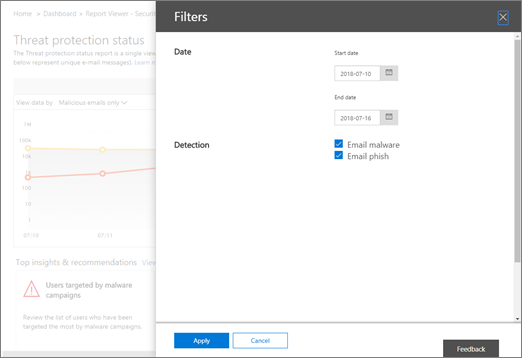 Home > Dashboard > Report Viewer - Securi
Threat protection status
The Threat protection status report is a single view
below represent unique e-mail messages). Learn m
View data by Malicious emails only
1M
100k
10k
1k
100
10
1
07/10
07/11
Top insights & recommendations View
Users targeted by malware
campaigns
Review the list of users who have been
targeted the most by malware campaigns.
Filters
Date
Start date
2018-07-10
End date
2018-07-16
Detection
Email malware
Email phish
Apply
Cancel
Feedback